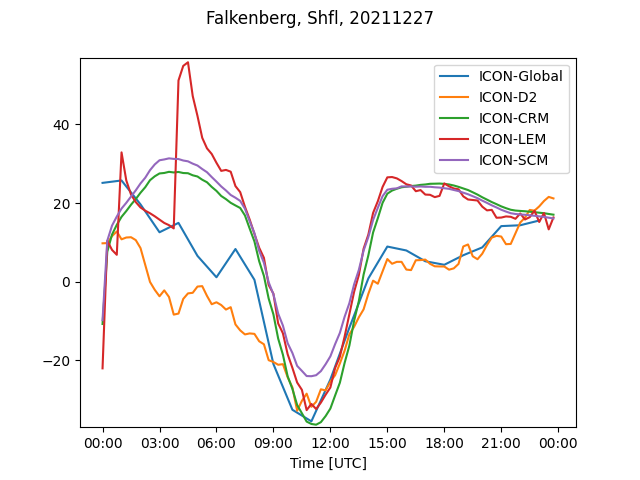 Falkenberg, Shfl, 20211227
ICON-Global
ICON-D2
ICON-CRM
ICON-LEM
ICON-SCM
40
20
0
−20
00:00 03:00 06:00 09:00 12:00 15:00 18:00 21:00 00:00
Time [UTC]